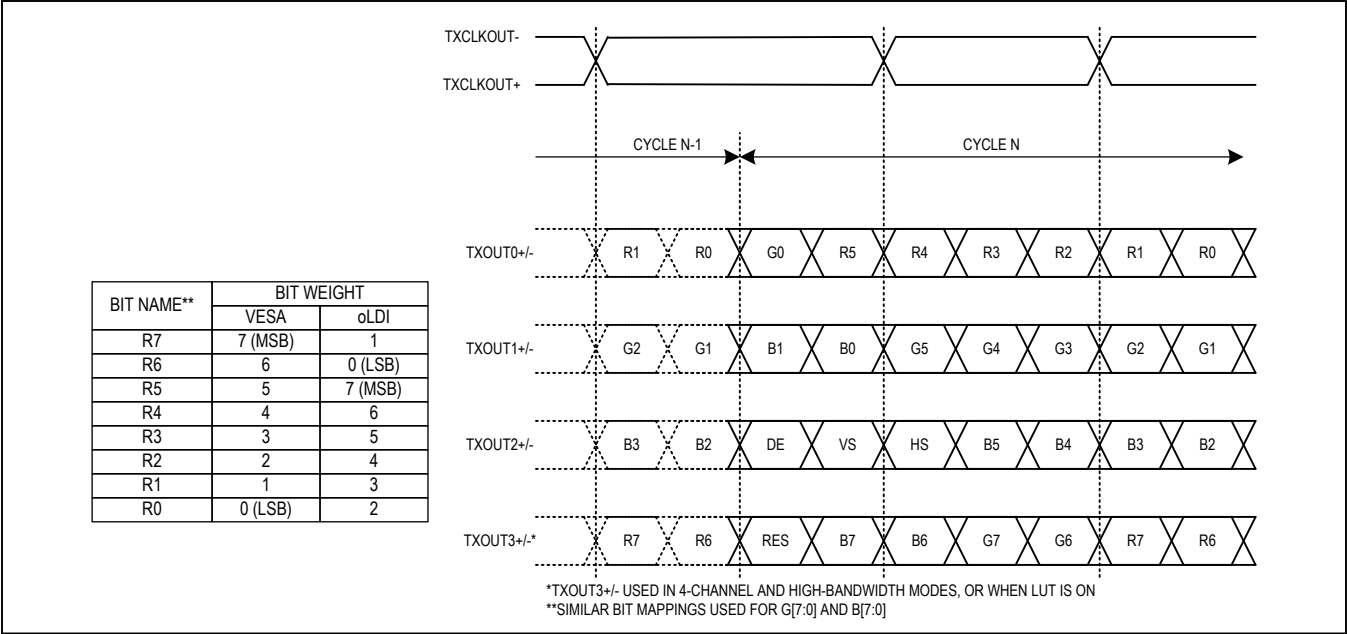 TXCLKOUT-
TXCLKOUT+
CYCLE N-1 CYCLE N
TXOUT0+/- R1 R0 G0 R5 R4 R3 R2 R1 R0
TXOUT1+/- G2 G1 B1 B0 G5 G4 G3 G2 G1
TXOUT2+/- B3 B2 DE VS HS B5 B4 B3 B2
TXOUT3+/-* R7 R6 RES B7 B6 G7 G6 R7 R6
BIT NAME** BIT WEIGHT
VESA oLDI
R7 7 (MSB) 1
R6 6 0 (LSB)
R5 5 7 (MSB)
R4 4 6
R3 3 5
R2 2 4
R1 1 3
R0 0 (LSB) 2
*TXOUT3+/- USED IN 4-CHANNEL AND HIGH-BANDWIDTH MODES, OR WHEN LUT IS ON
**SIMILAR BIT MAPPINGS USED FOR G[7:0] AND B[7:0]